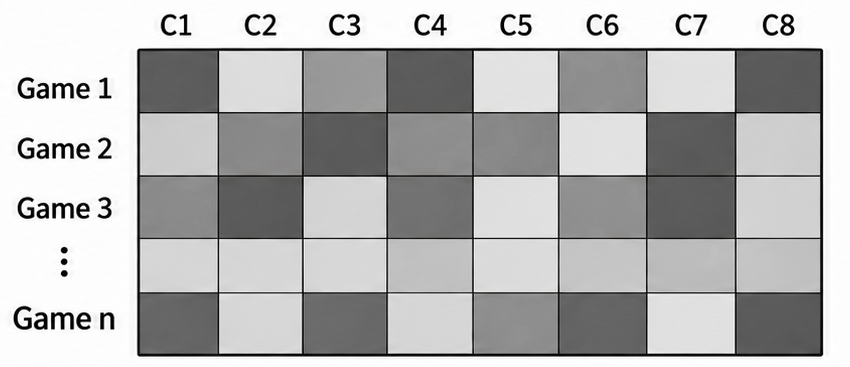 C1 C2 C3 C4 C5 C6 C7 C8
Game 1
Game 2
Game 3
⋮
Game n